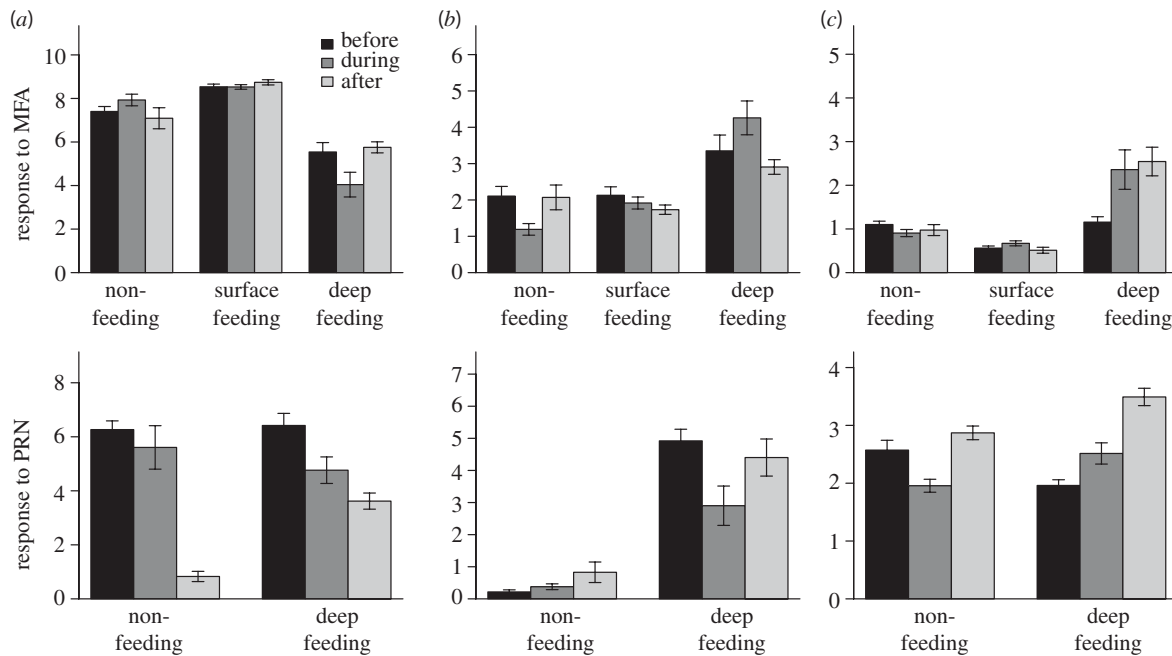 (a)
(b)
(c)
before
during
after
response to MFA
10
8
6
4
2
0
non-
feeding
surface
feeding
deep
feeding
6
5
4
3
2
1
0
non-
feeding
surface
feeding
deep
feeding
5
4
3
2
1
0
non-
feeding
surface
feeding
deep
feeding
response to PRN
8
6
4
2
0
non-
feeding
deep
feeding
7
6
5
4
3
2
1
0
non-
feeding
deep
feeding
4
3
2
1
0
non-
feeding
deep
feeding